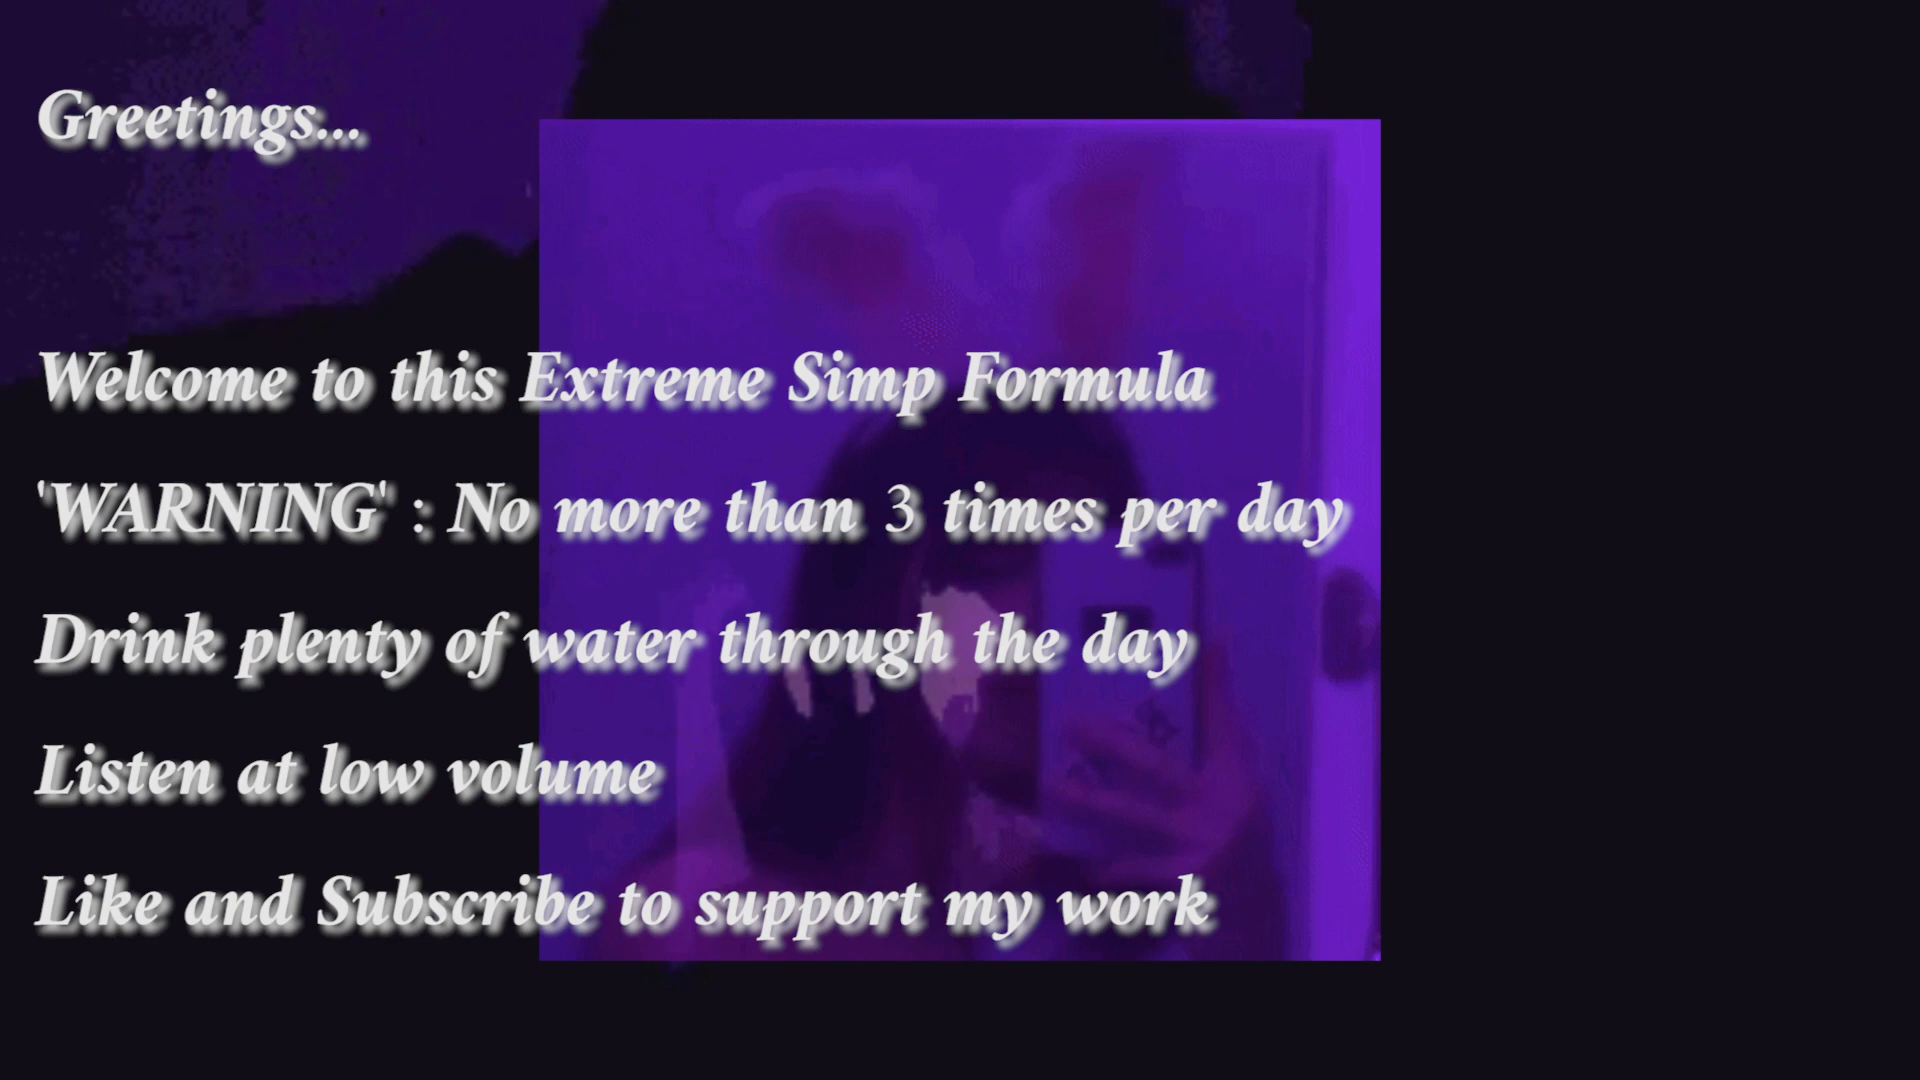 Greetings...
Welcome to this Extreme Simp Formula
'WARNING' : No more than 3 times per day
Drink plenty of water through the day
Listen at low volume
Like and Subscribe to support my work